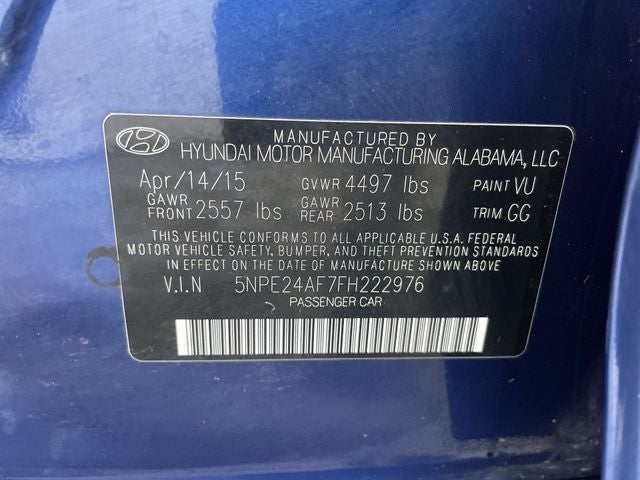 MANUFACTURED BY
HYUNDAI MOTOR MANUFACTURING ALABAMA, LLC
Apr/14/15 GVWR 4497 lbs PAINT VU
GAWR FRONT 2557 lbs GAWR REAR 2513 lbs TRIM GG
THIS VEHICLE CONFORMS TO ALL APPLICABLE U.S.A. FEDERAL
MOTOR VEHICLE SAFETY, BUMPER, AND THEFT PREVENTION STANDARDS
IN EFFECT ON THE DATE OF MANUFACTURE SHOWN ABOVE
V.I.N 5NPE24AF7FH222976
PASSENGER CAR